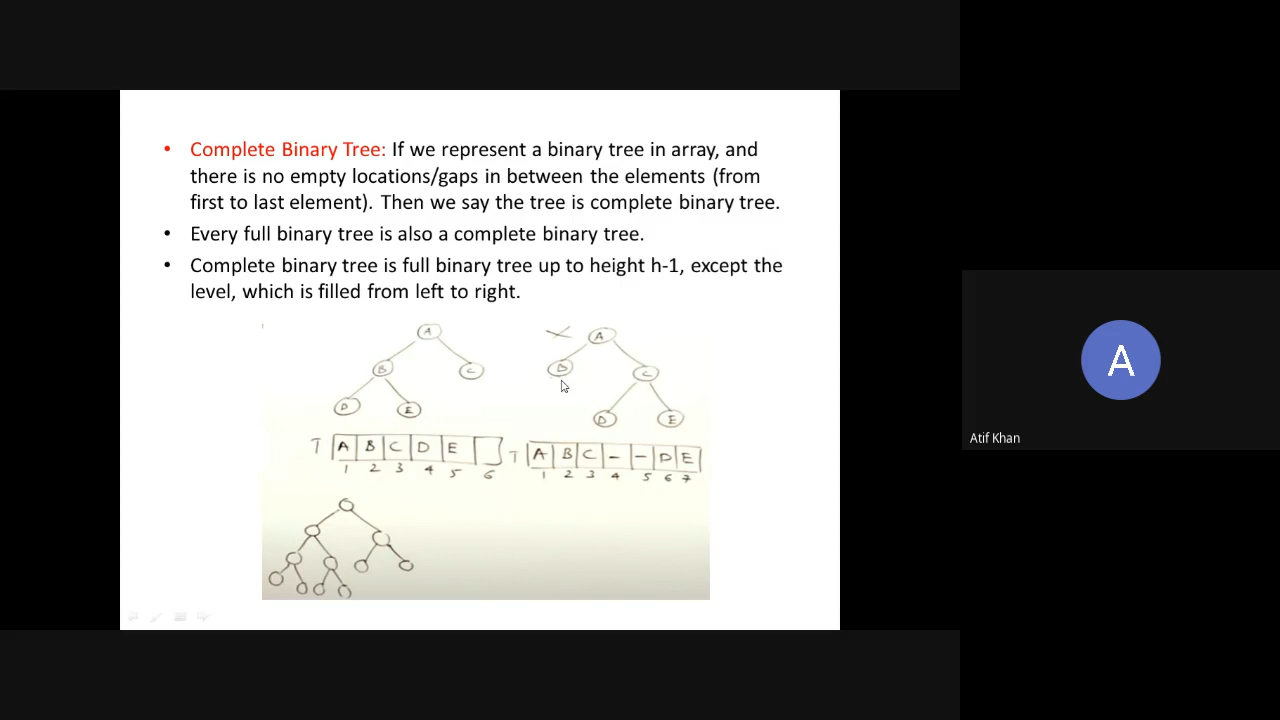 • Complete Binary Tree: If we represent a binary tree in array, and
there is no empty locations/gaps in between the elements (from
first to last element). Then we say the tree is complete binary tree.
• Every full binary tree is also a complete binary tree.
• Complete binary tree is full binary tree up to height h-1, except the
level, which is filled from left to right.
A
B C
D E
T A B C D E
1 2 3 4 5 6
A
B C
D E
T A B C – – D E
1 2 3 4 5 6 7
A
Atif Khan